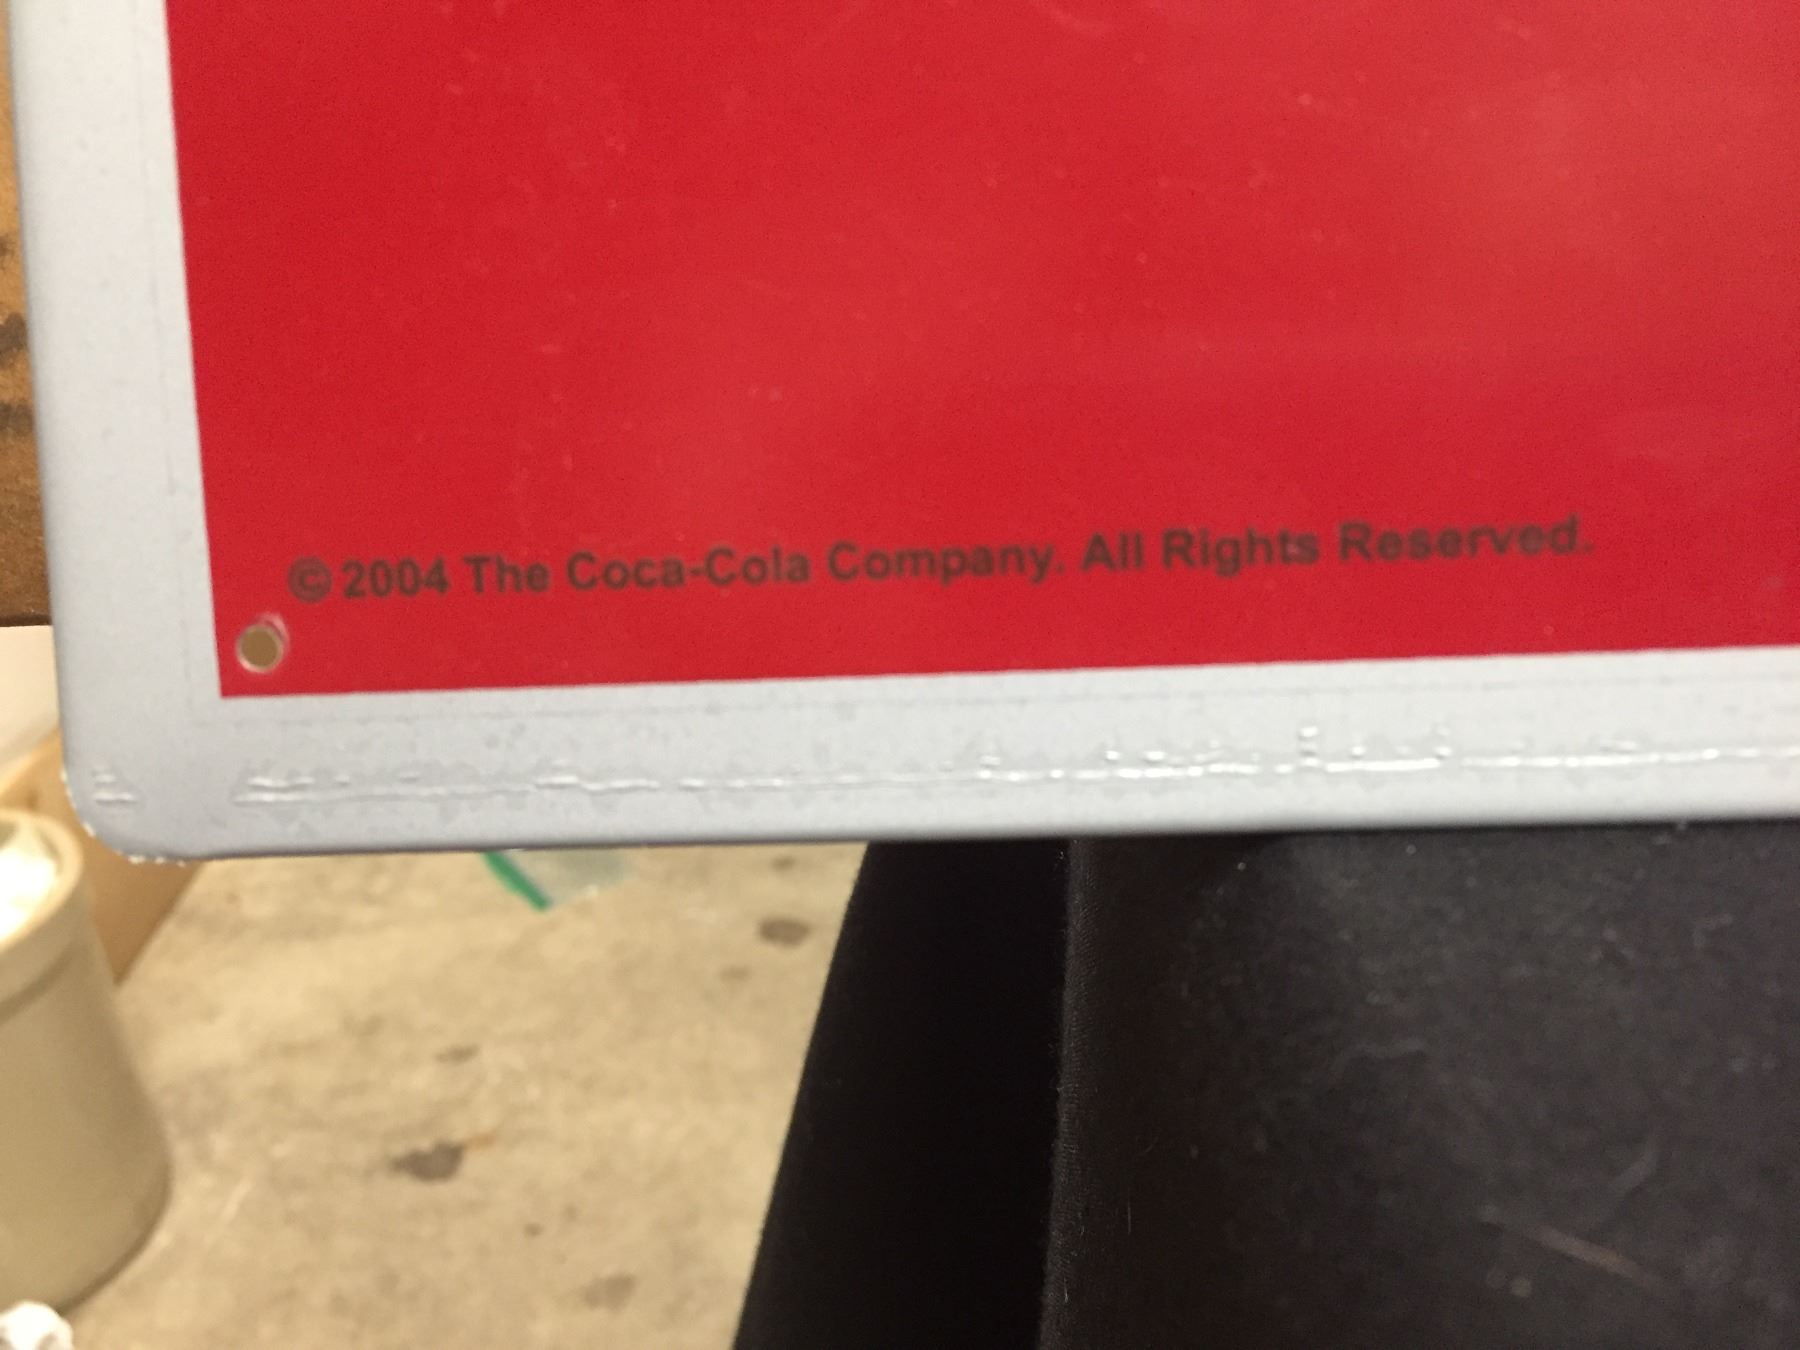 © 2004 The Coca-Cola Company. All Rights Reserved.